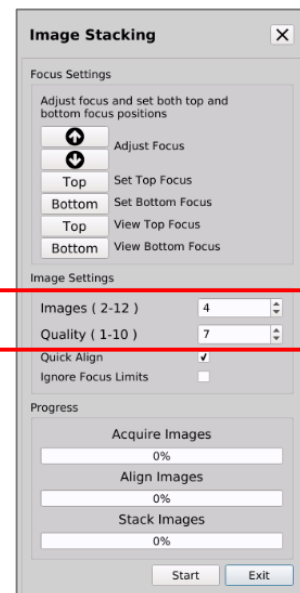 Image Stacking
Focus Settings
Adjust focus and set both top and
bottom focus positions
Adjust Focus
Top Set Top Focus
Bottom Set Bottom Focus
Top View Top Focus
Bottom View Bottom Focus
Image Settings
Images ( 2-12 ) 4
Quality ( 1-10 ) 7
Quick Align
Ignore Focus Limits
Progress
Acquire Images
0%
Align Images
0%
Stack Images
0%
Start Exit